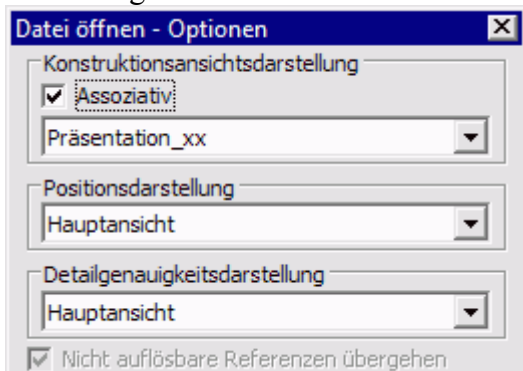 Datei öffnen - Optionen
Konstruktionsansichtsdarstellung
Assoziativ
Präsentation_xx
Positionsdarstellung
Hauptansicht
Detailgenauigkeitsdarstellung
Hauptansicht
Nicht auflösbare Referenzen übergehen